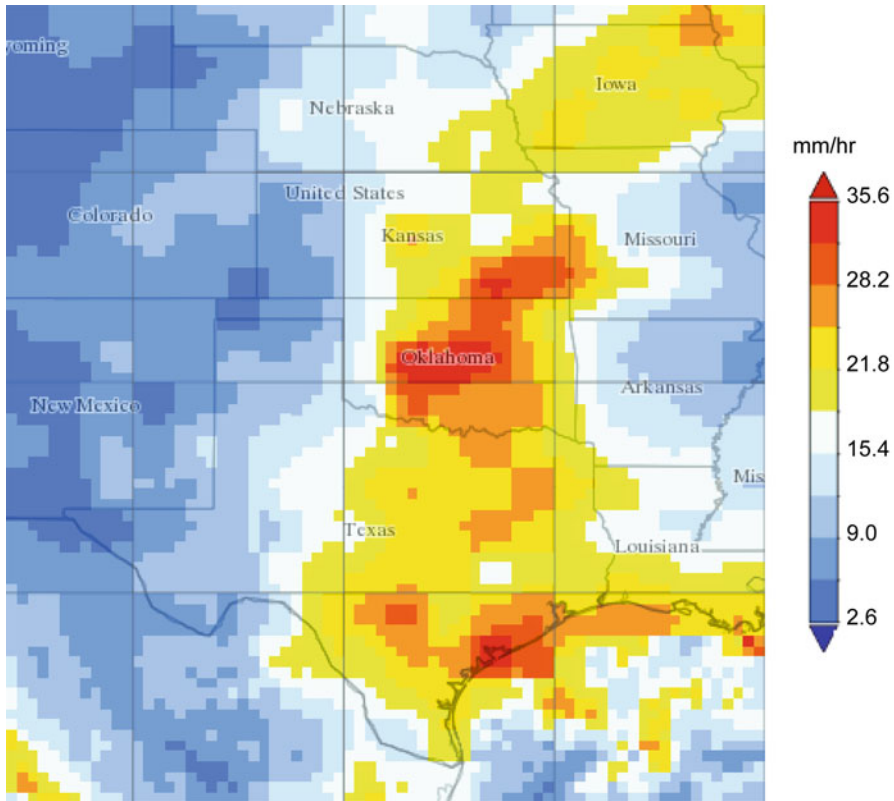 yoming
Iowa
Nebraska
mm/hr
35.6
United States
Colorado
Kansas
Missouri
28.2
Oklahoma
21.8
Arkansas
New Mexico
15.4
Mis
Texas
9.0
Louisiana
2.6